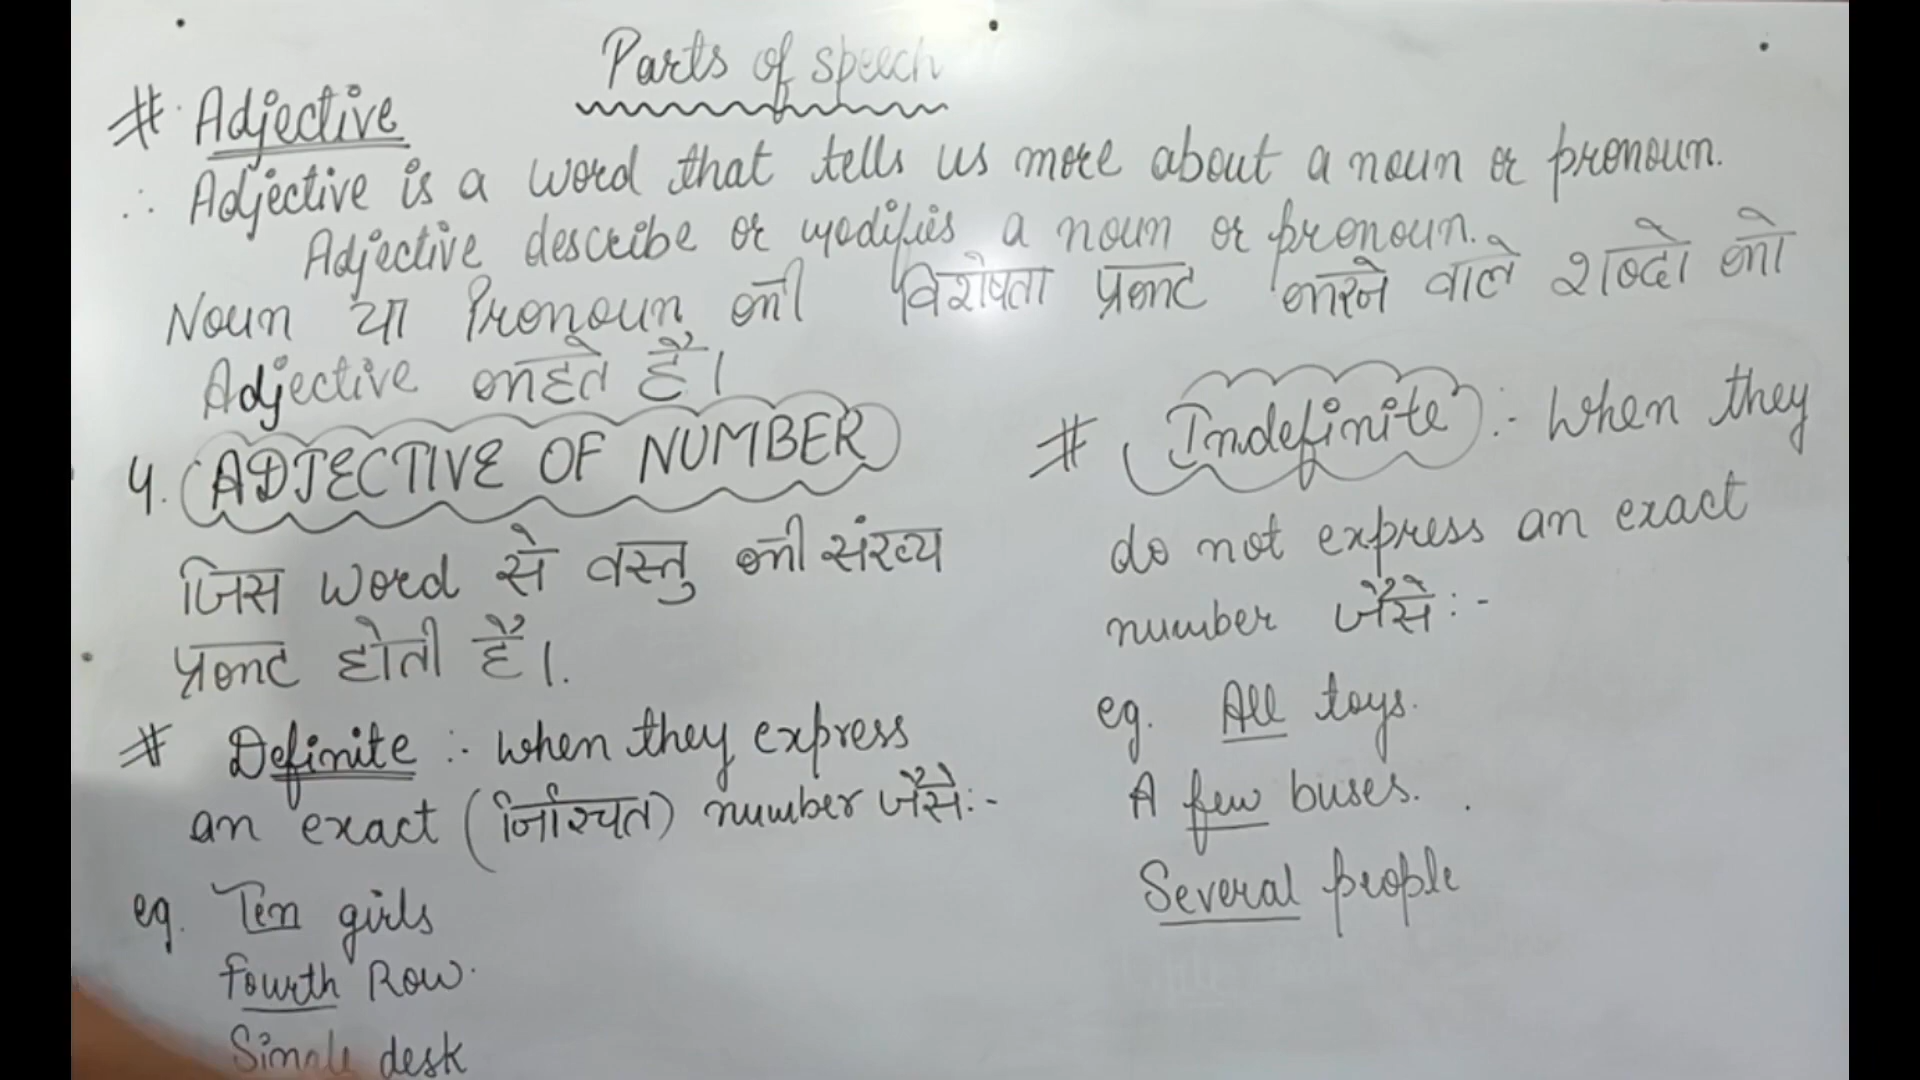 Parts of speech
# Adjective
∴ Adjective is a word that tells us more about a noun or pronoun.
Adjective describe or modifies a noun or pronoun.
Noun या Pronoun की विशेषता प्रकट करने वाले शब्दो को
Adjective कहते हैं।
4. ADJECTIVE OF NUMBER
जिस word से वस्तु की संख्य
प्रकट होती हैं।.
# Definite :- when they express
an exact (निश्चित) number जैसे:-
eg. Ten girls
fourth Row.
desk
# Indefinite :- When they
do not express an exact
number जैसे:-
eg. All toys.
A few buses.
Several people